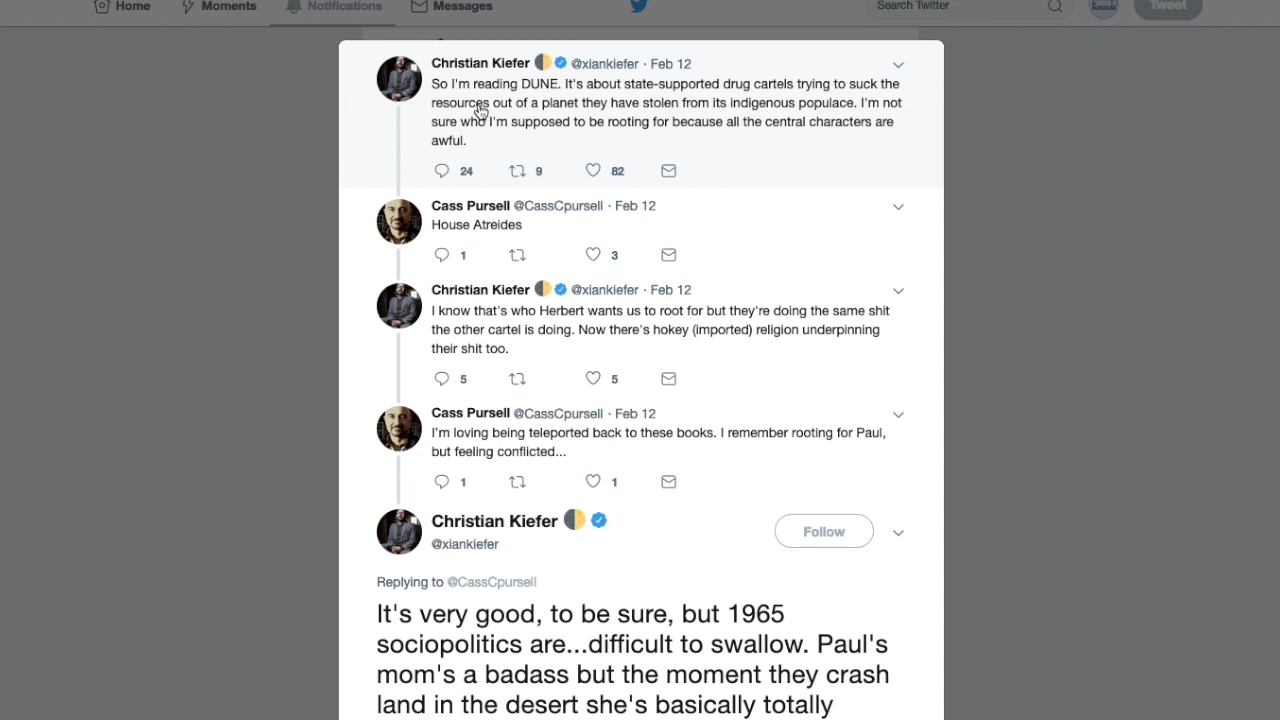 Home Moments Notifications Messages Search Twitter Tweet
Christian Kiefer @xiankiefer · Feb 12
So I'm reading DUNE. It's about state-supported drug cartels trying to suck the
resources out of a planet they have stolen from its indigenous populace. I'm not
sure who I'm supposed to be rooting for because all the central characters are
awful.
24 9 82
Cass Pursell @CassCpursell · Feb 12
House Atreides
1 3
Christian Kiefer @xiankiefer · Feb 12
I know that's who Herbert wants us to root for but they're doing the same shit
the other cartel is doing. Now there's hokey (imported) religion underpinning
their shit too.
5 5
Cass Pursell @CassCpursell · Feb 12
I'm loving being teleported back to these books. I remember rooting for Paul,
but feeling conflicted...
1 1
Christian Kiefer
@xiankiefer
Follow
Replying to @CassCpursell
It's very good, to be sure, but 1965
sociopolitics are...difficult to swallow. Paul's
mom's a badass but the moment they crash
land in the desert she's basically totally